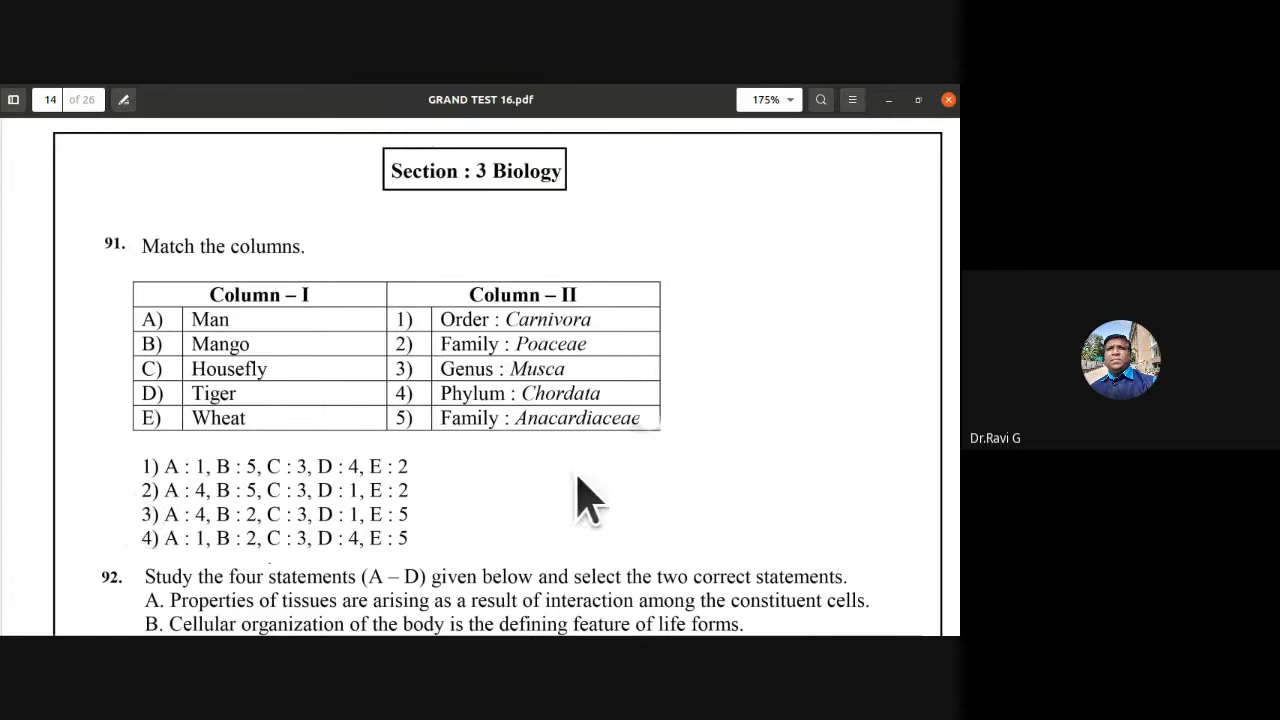 14 of 26
GRAND TEST 16.pdf
175%
Section : 3 Biology
91. Match the columns.
Column – I Column – II
A) Man 1) Order : Carnivora
B) Mango 2) Family : Poaceae
C) Housefly 3) Genus : Musca
D) Tiger 4) Phylum : Chordata
E) Wheat 5) Family : Anacardiaceae
1) A : 1, B : 5, C : 3, D : 4, E : 2
2) A : 4, B : 5, C : 3, D : 1, E : 2
3) A : 4, B : 2, C : 3, D : 1, E : 5
4) A : 1, B : 2, C : 3, D : 4, E : 5
92. Study the four statements (A – D) given below and select the two correct statements.
A. Properties of tissues are arising as a result of interaction among the constituent cells.
B. Cellular organization of the body is the defining feature of life forms.
Dr.Ravi G